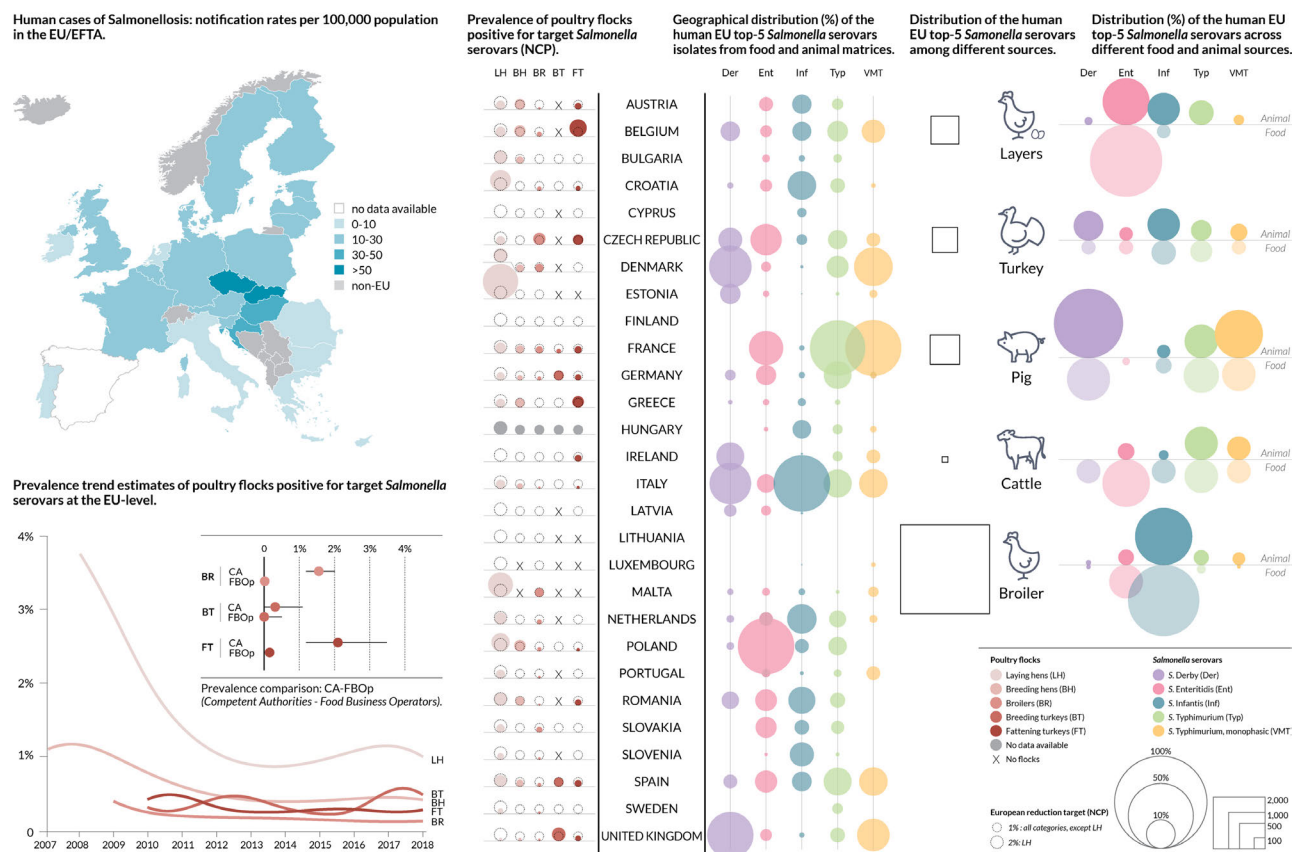 Human cases of Salmonellosis: notification rates per 100,000 population
in the EU/EFTA.
no data available
0-10
10-30
30-50
>50
non-EU
Prevalence trend estimates of poultry flocks positive for target Salmonella
serovars at the EU-level.
4%
3%
2%
1%
0
2007 2008 2009 2010 2011 2012 2013 2014 2015 2016 2017 2018
LH
BT
BH
FT
BR
0 1% 2% 3% 4%
BR CA
FBOp
BT CA
FBOp
FT CA
FBOp
Prevalence comparison: CA-FBOp
(Competent Authorities - Food Business Operators).
Prevalence of poultry flocks
positive for target Salmonella
serovars (NCP).
LH BH BR BT FT
Geographical distribution (%) of the
human EU top-5 Salmonella serovars
isolates from food and animal matrices.
Der Ent Inf Typ VMT
AUSTRIA
X
BELGIUM
X
BULGARIA
CROATIA
CYPRUS
X
CZECH REPUBLIC
X
DENMARK
X
ESTONIA
X X
FINLAND
FRANCE
GERMANY
GREECE
HUNGARY
IRELAND
ITALY
LATVIA
X
LITHUANIA
X X
LUXEMBOURG
X X X X
MALTA
X X X
NETHERLANDS
X
POLAND
PORTUGAL
X
ROMANIA
X
SLOVAKIA
SLOVENIA
X
SPAIN
SWEDEN
UNITED KINGDOM
Distribution of the human
EU top-5 Samonella serovars
among different sources.
Layers
Turkey
Pig
Cattle
Broiler
Distribution (%) of the human EU
top-5 Salmonella serovars across
different food and animal sources.
Der Ent Inf Typ VMT
Animal
Food
Animal
Food
Animal
Food
Animal
Food
Animal
Food
Poultry flocks
Laying hens (LH)
Breeding hens (BH)
Broilers (BR)
Breeding turkeys (BT)
Fattening turkeys (FT)
No data available
X No flocks
European reduction target (NCP)
1%: all categories, except LH
2%: LH
Salmonella serovars
S. Derby (Der)
S. Enteritidis (Ent)
S. Infantis (Inf)
S. Typhimurium (Typ)
S. Typhimurium, monophasic (VMT)
100%
50%
10%
2,000
1,000
500
100